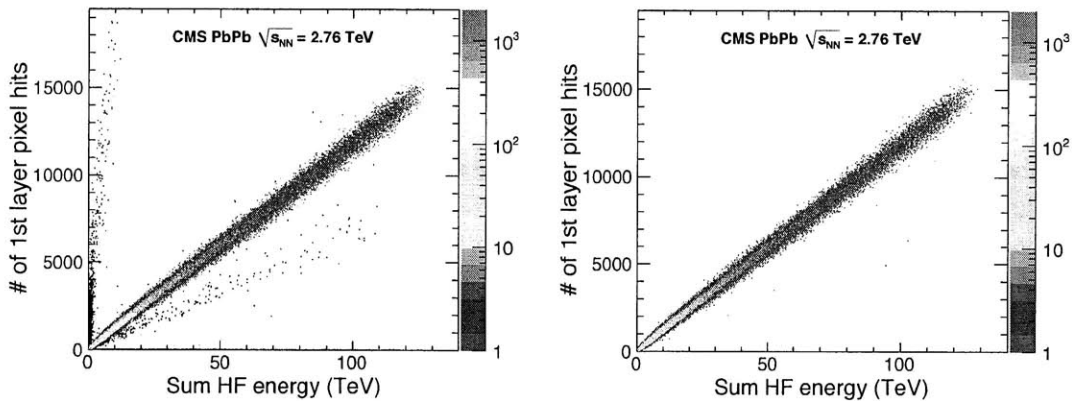 CMS PbPb √sNN = 2.76 TeV
# of 1st layer pixel hits
15000
10000
5000
0
0 50 100
Sum HF energy (TeV)
10³
10²
10
1
CMS PbPb √sNN = 2.76 TeV
# of 1st layer pixel hits
15000
10000
5000
0
0 50 100
Sum HF energy (TeV)
10³
10²
10
1